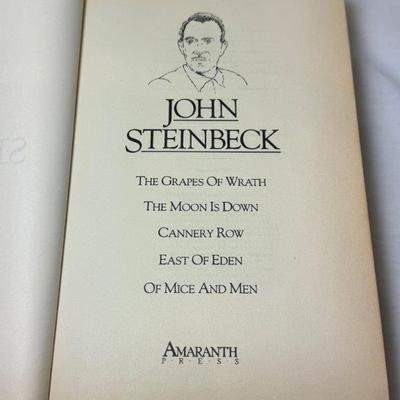 JOHN
STEINBECK
THE GRAPES OF WRATH
THE MOON IS DOWN
CANNERY ROW
EAST OF EDEN
OF MICE AND MEN
AMARANTH
PRESS